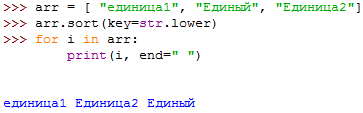 >>> arr = [ "единица1", "Единый", "Единица2"]
>>> arr.sort(key=str.lower)
>>> for i in arr:
        print(i, end=" ")
единица1 Единица2 Единый